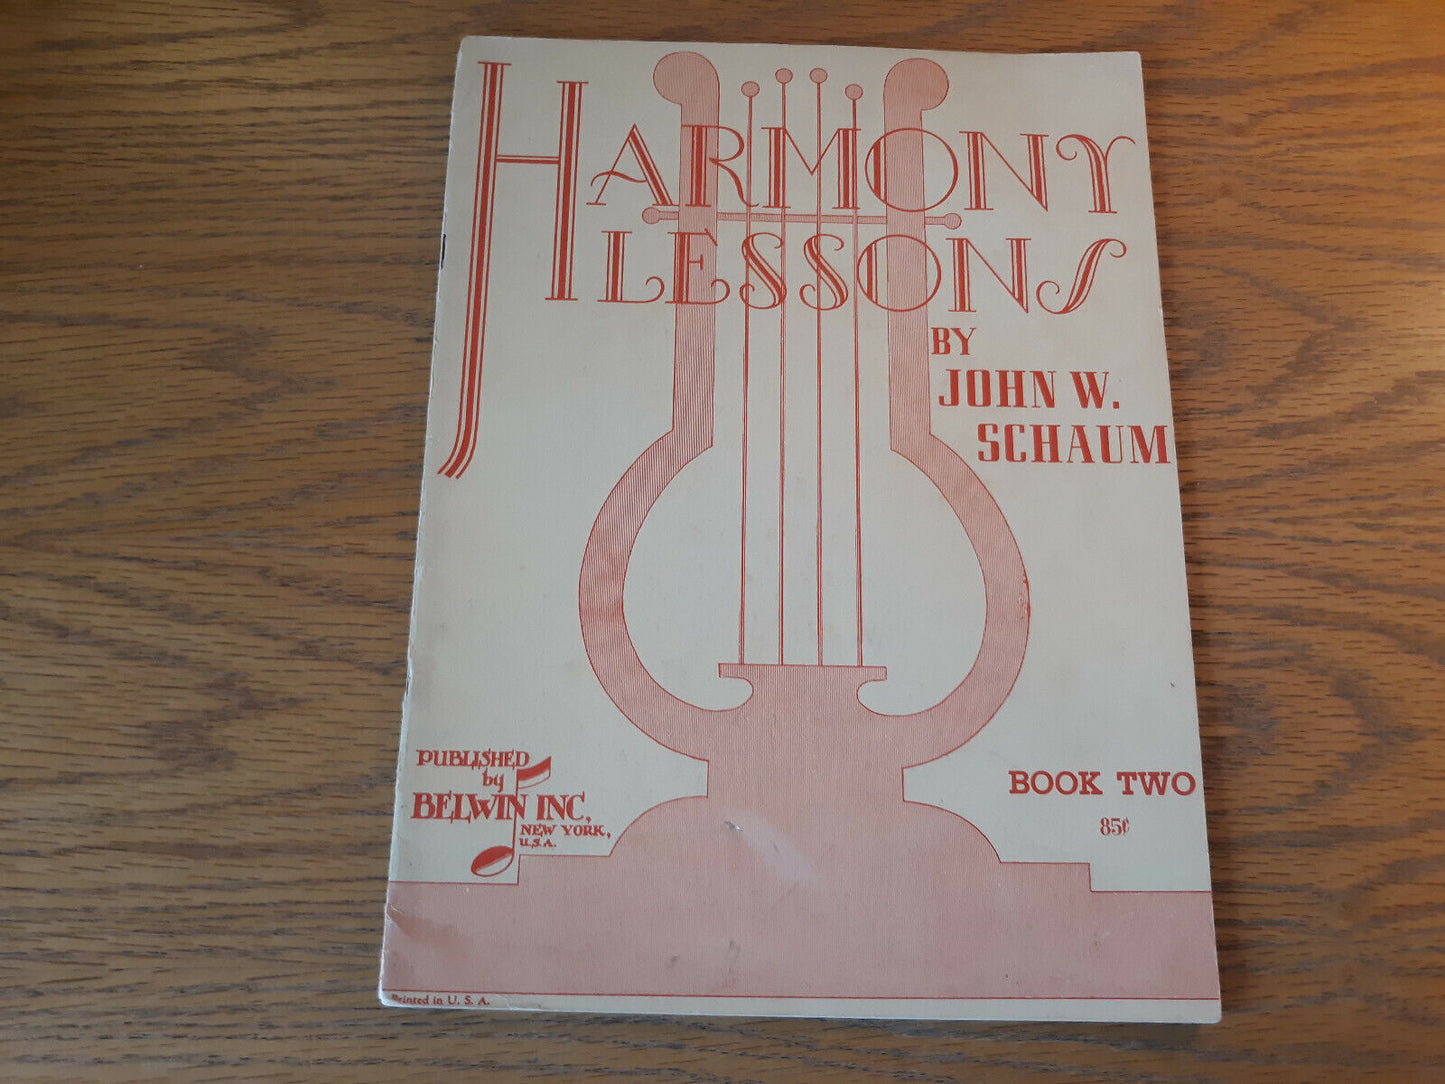 HARMONY
LESSONS
BY
JOHN W.
SCHAUM
PUBLISHED
by
BELWIN INC,
NEW YORK,
U.S.A.
BOOK TWO
85¢
Printed in U. S. A.